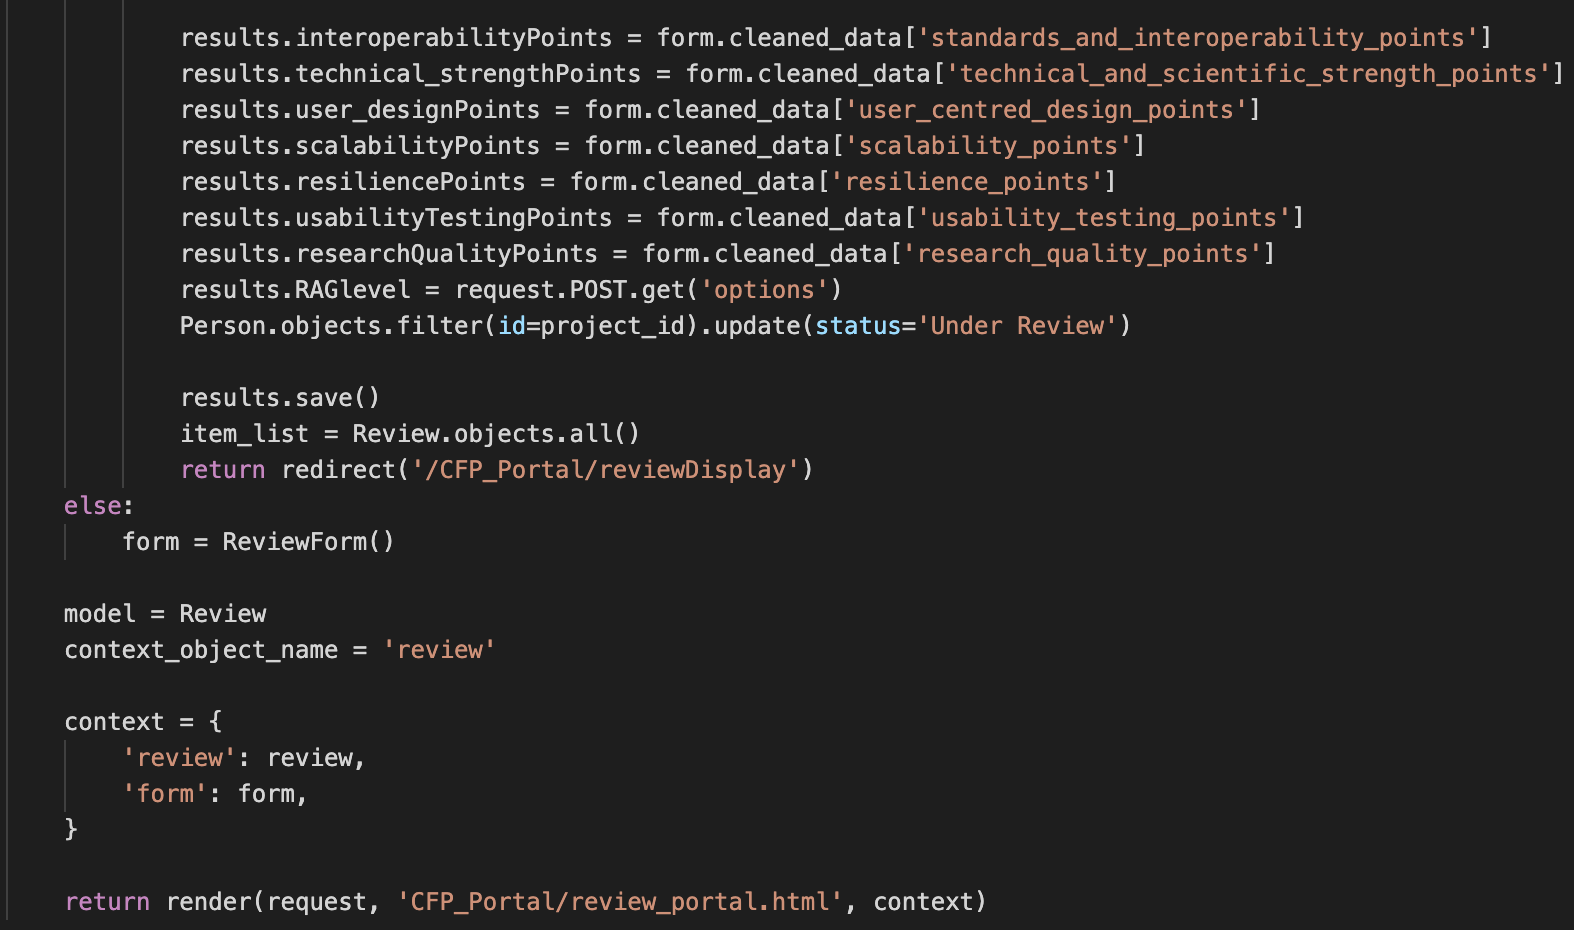 results.interoperabilityPoints = form.cleaned_data['standards_and_interoperability_points']
results.technical_strengthPoints = form.cleaned_data['technical_and_scientific_strength_points']
results.user_designPoints = form.cleaned_data['user_centred_design_points']
results.scalabilityPoints = form.cleaned_data['scalability_points']
results.resiliencePoints = form.cleaned_data['resilience_points']
results.usabilityTestingPoints = form.cleaned_data['usability_testing_points']
results.researchQualityPoints = form.cleaned_data['research_quality_points']
results.RAGlevel = request.POST.get('options')
Person.objects.filter(id=project_id).update(status='Under Review')
results.save()
item_list = Review.objects.all()
return redirect('/CFP_Portal/reviewDisplay')
else:
form = ReviewForm()
model = Review
context_object_name = 'review'
context = {
'review': review,
'form': form,
}
return render(request, 'CFP_Portal/review_portal.html', context)